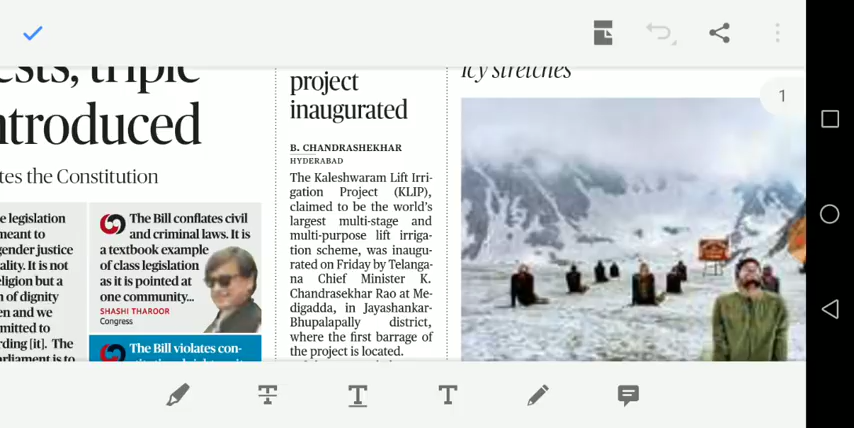 ests, triple
ntroduced
tes the Constitution
e legislation
meant to
gender justice
ality. It is not
eligion but a
n of dignity
en and we
mmitted to
rding [it]. The
arliament is to
The Bill conflates civil
and criminal laws. It is
a textbook example
of class legislation
as it is pointed at
one community...
SHASHI THAROOR
Congress
The Bill violates con-
project
inaugurated
B. CHANDRASHEKHAR
HYDERABAD
The Kaleshwaram Lift Irri-
gation Project (KLIP),
claimed to be the world's
largest multi-stage and
multi-purpose lift irriga-
tion scheme, was inaugu-
rated on Friday by Telanga-
na Chief Minister K.
Chandrasekhar Rao at Me-
digadda, in Jayashankar-
Bhupalapally district,
where the first barrage of
the project is located.
icy stretches
1